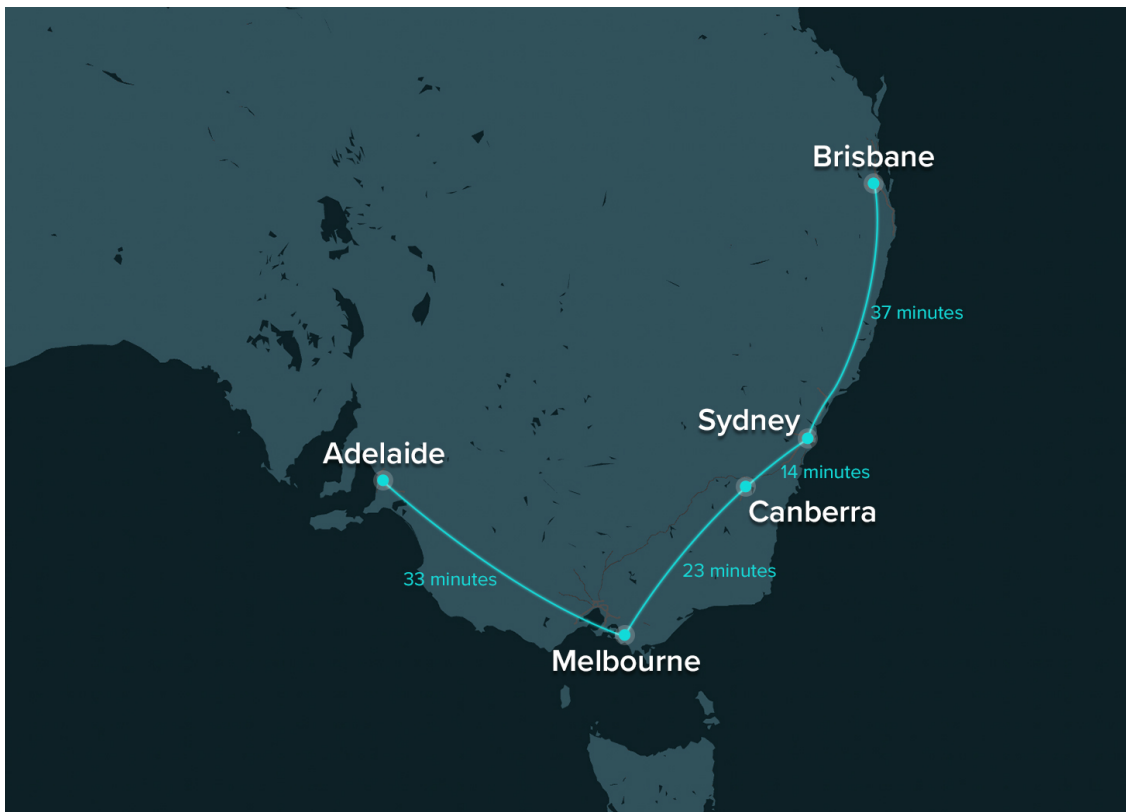 Brisbane
37 minutes
Sydney
14 minutes
Adelaide
Canberra
33 minutes
23 minutes
Melbourne